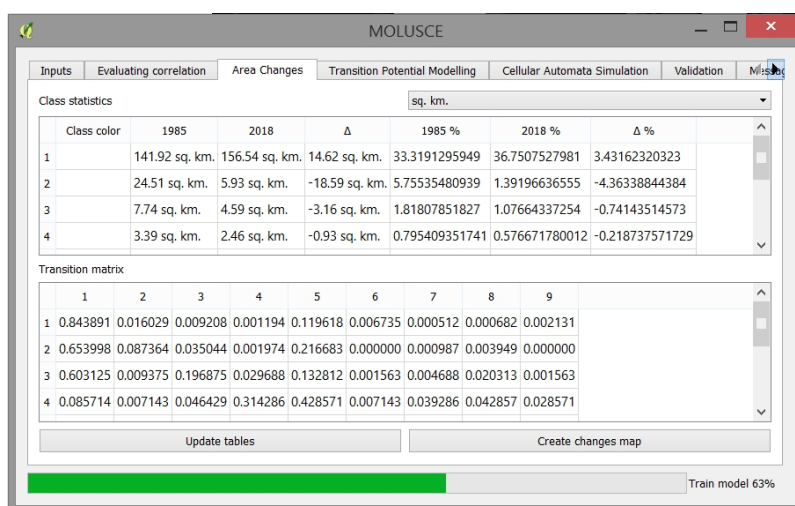 MOLUSCE
Inputs Evaluating correlation Area Changes Transition Potential Modelling Cellular Automata Simulation Validation
Class statistics sq. km.
Class color 1985 2018 Δ 1985 % 2018 % Δ %
1 141.92 sq. km. 156.54 sq. km. 14.62 sq. km. 33.3191295949 36.7507527981 3.43162320323
2 24.51 sq. km. 5.93 sq. km. -18.59 sq. km. 5.75535480939 1.39196636555 -4.36338844384
3 7.74 sq. km. 4.59 sq. km. -3.16 sq. km. 1.81807851827 1.07664337254 -0.74143514573
4 3.39 sq. km. 2.46 sq. km. -0.93 sq. km. 0.795409351741 0.576671780012 -0.218737571729
Transition matrix
1 2 3 4 5 6 7 8 9
1 0.843891 0.016029 0.009208 0.001194 0.119618 0.006735 0.000512 0.000682 0.002131
2 0.653998 0.087364 0.035044 0.001974 0.216683 0.000000 0.000987 0.003949 0.000000
3 0.603125 0.009375 0.196875 0.029688 0.132812 0.001563 0.004688 0.020313 0.001563
4 0.085714 0.007143 0.046429 0.314286 0.428571 0.007143 0.039286 0.042857 0.028571
Update tables Create changes map
Train model 63%